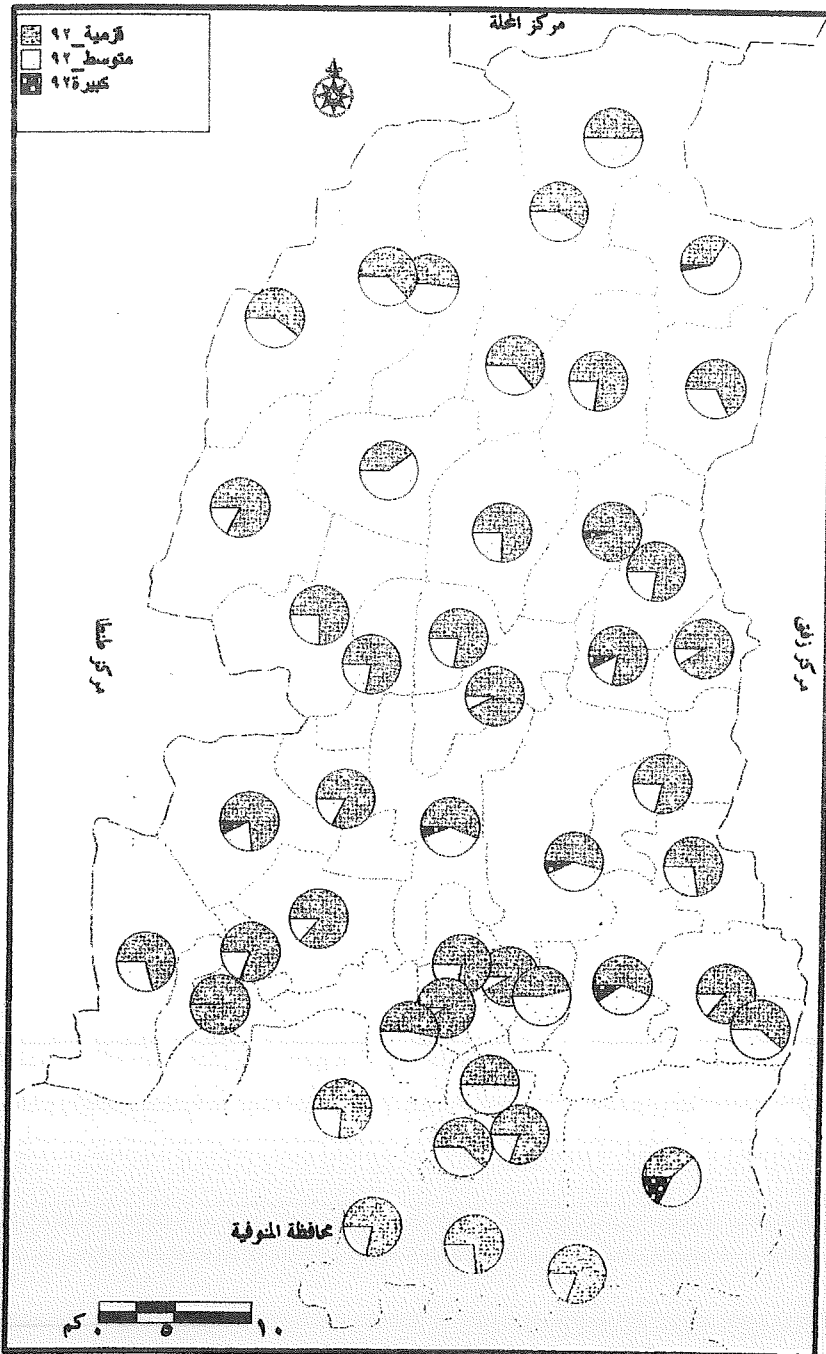 مركز المحلة
قزمية_٩٢
متوسط_٩٢
كبيرة٩٢
مركز طنطا
مركز زفتى
محافظة المنوفية
٠ ٥ ١٠ كم